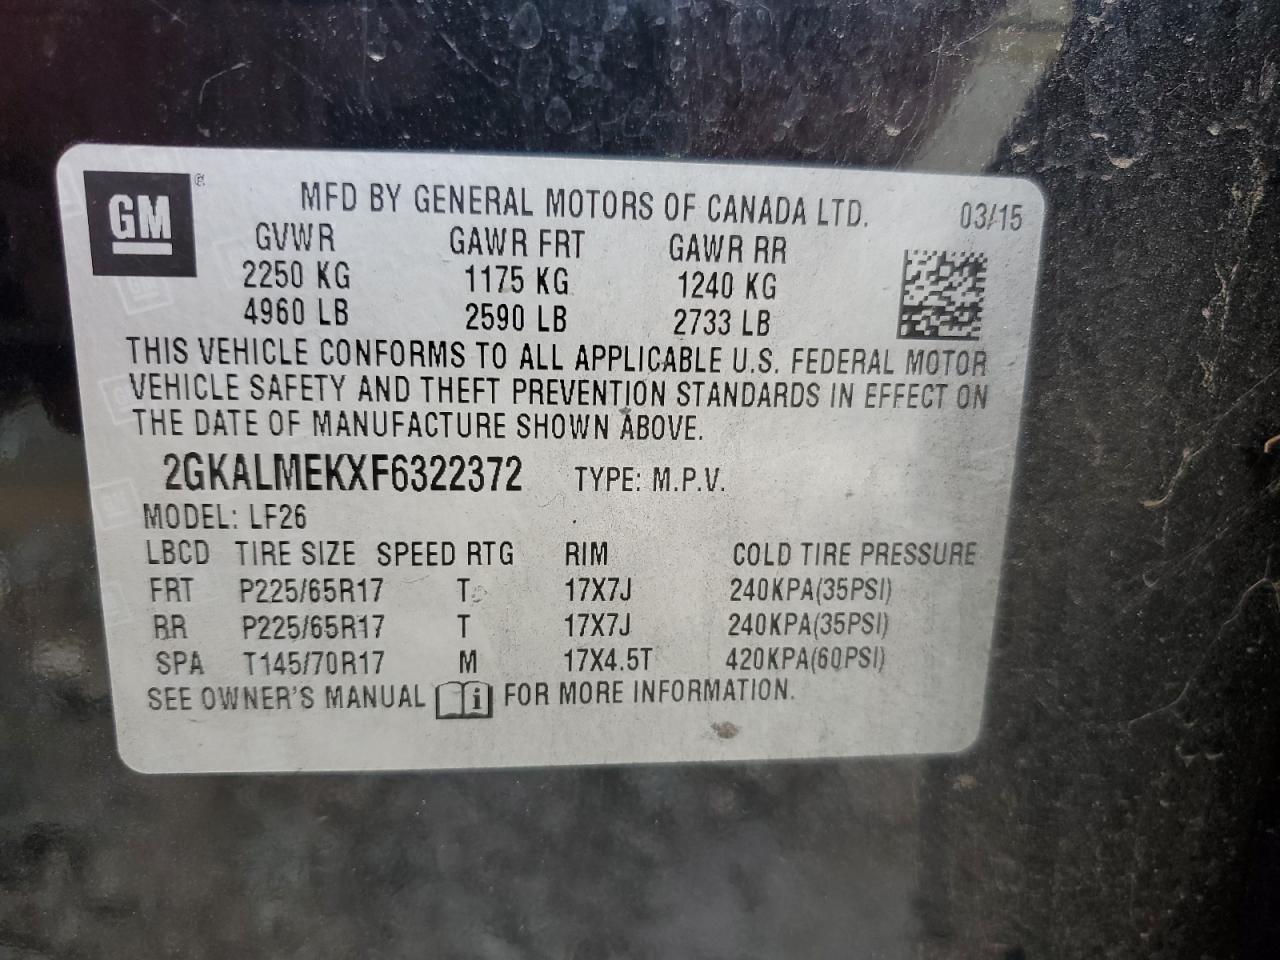 GM
MFD BY GENERAL MOTORS OF CANADA LTD. 03/15
GVWR GAWR FRT GAWR RR
2250 KG 1175 KG 1240 KG
4960 LB 2590 LB 2733 LB
THIS VEHICLE CONFORMS TO ALL APPLICABLE U.S. FEDERAL MOTOR
VEHICLE SAFETY AND THEFT PREVENTION STANDARDS IN EFFECT ON
THE DATE OF MANUFACTURE SHOWN ABOVE.
2GKALMEKXF6322372 TYPE: M.P.V.
MODEL: LF26
LBCD TIRE SIZE SPEED RTG RIM COLD TIRE PRESSURE
FRT P225/65R17 T 17X7J 240KPA(35PSI)
RR P225/65R17 T 17X7J 240KPA(35PSI)
SPA T145/70R17 M 17X4.5T 420KPA(60PSI)
SEE OWNER'S MANUAL i FOR MORE INFORMATION.